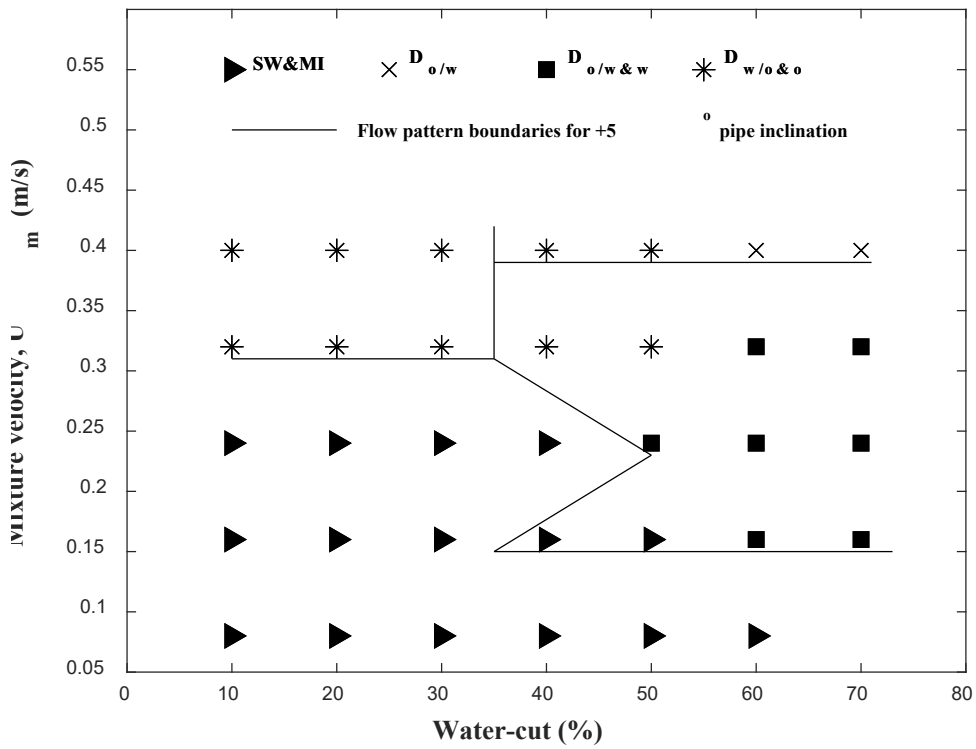 SW&MI D o/w D o/w & w D w/o & o
Flow pattern boundaries for +5 o pipe inclination
Mixture velocity, U m (m/s)
0.55
0.5
0.45
0.4
0.35
0.3
0.25
0.2
0.15
0.1
0.05
0 10 20 30 40 50 60 70 80
Water-cut (%)